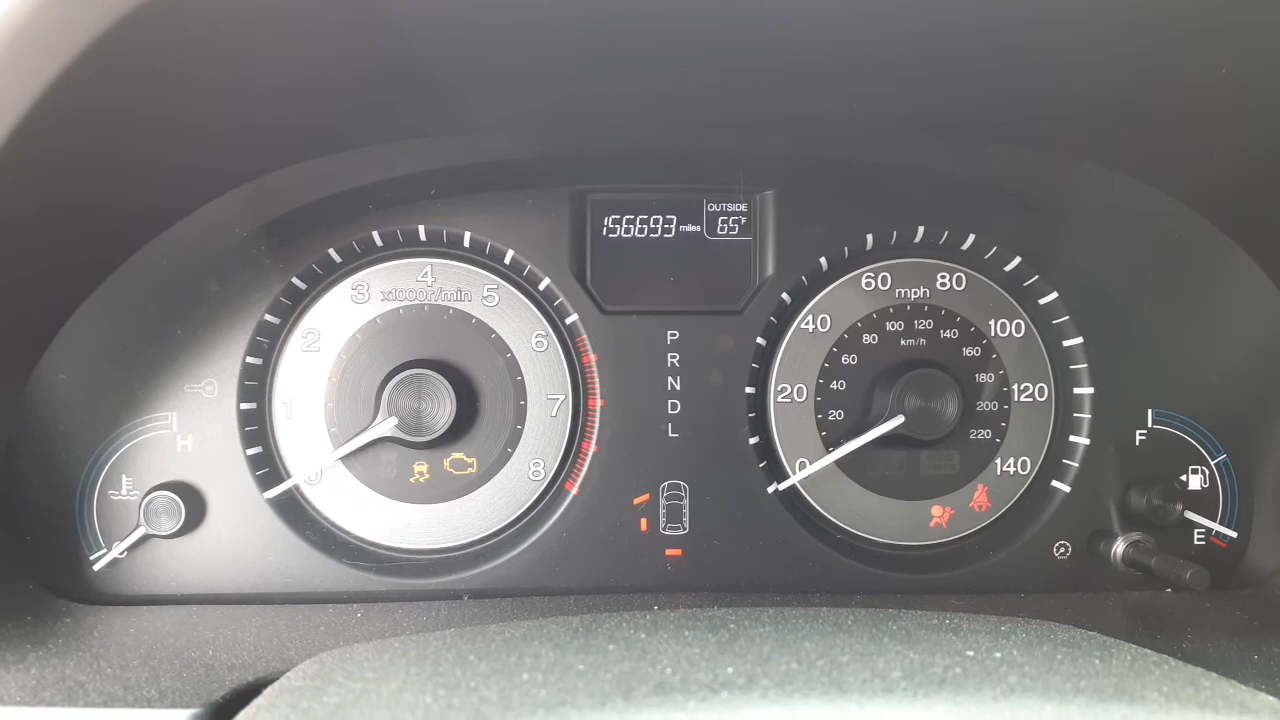 156693 miles
OUTSIDE
65°F
0 1 2 3 4 5 6 7 8
x1000r/min
P
R
N
D
L
0 20 40 60 80 100 120 140
mph
20 40 60 80 100 120 140 160 180 200 220
km/h
H
C
F
E